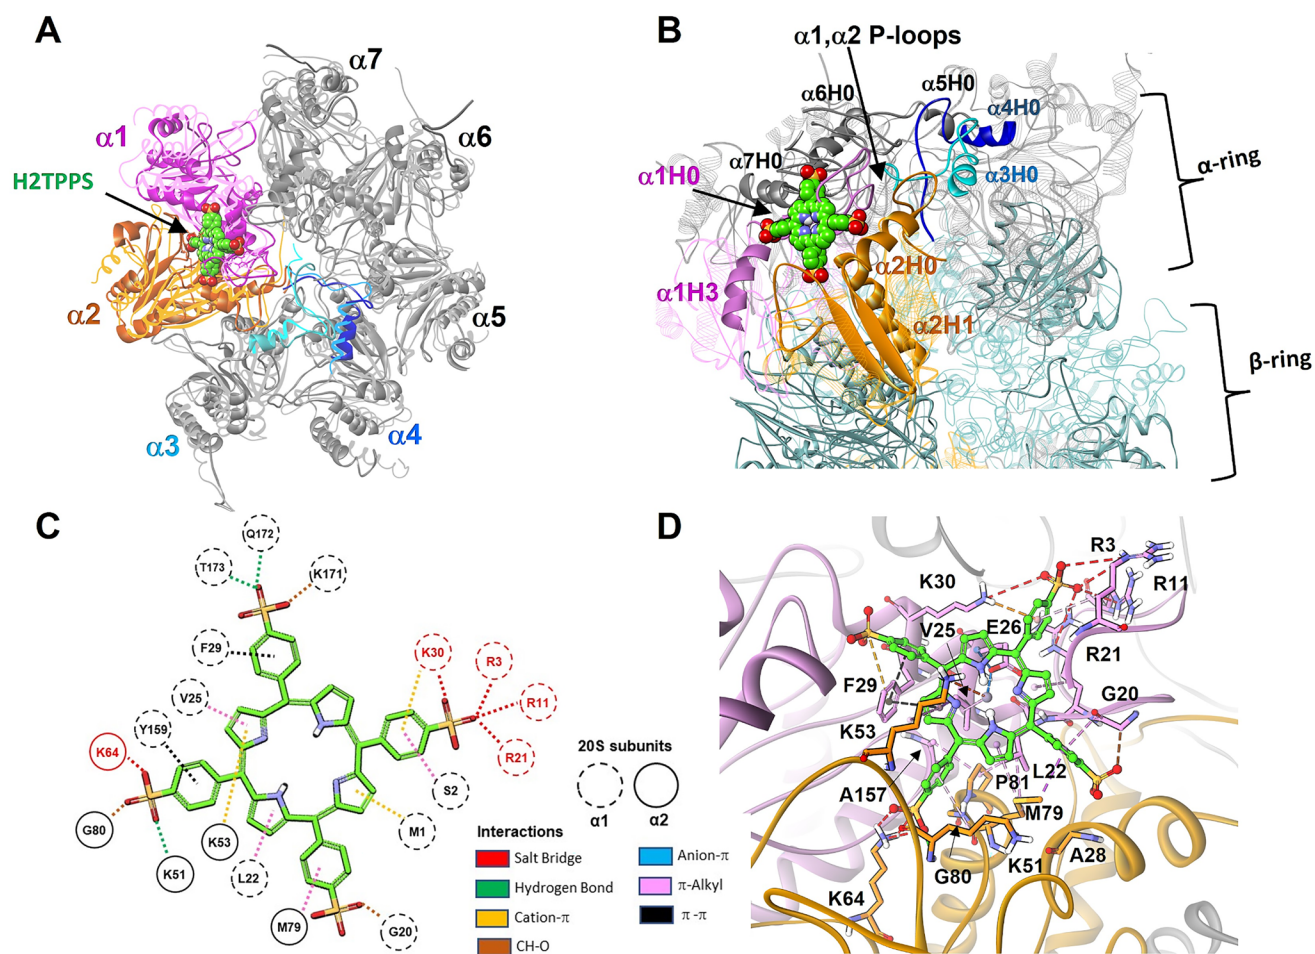 A
α7
α1
α6
H2TPPS
α2
α5
α3
α4
B
α1,α2 P-loops
α5H0
α6H0
α4H0
α7H0
α3H0
α1H0
α-ring
α2H0
α1H3
α2H1
β-ring
C
Q172
T173
K171
F29
K30
R3
V25
R11
Y159
R21
K64
S2
G80
K53
M1
K51
L22
M79
G20
20S subunits
α1
α2
Interactions
Salt Bridge
Anion-π
Hydrogen Bond
π-Alkyl
Cation-π
π -π
CH-O
D
R3
K30
R11
V25
E26
R21
F29
G20
K53
P81
L22
A157
M79
A28
K51
G80
K64